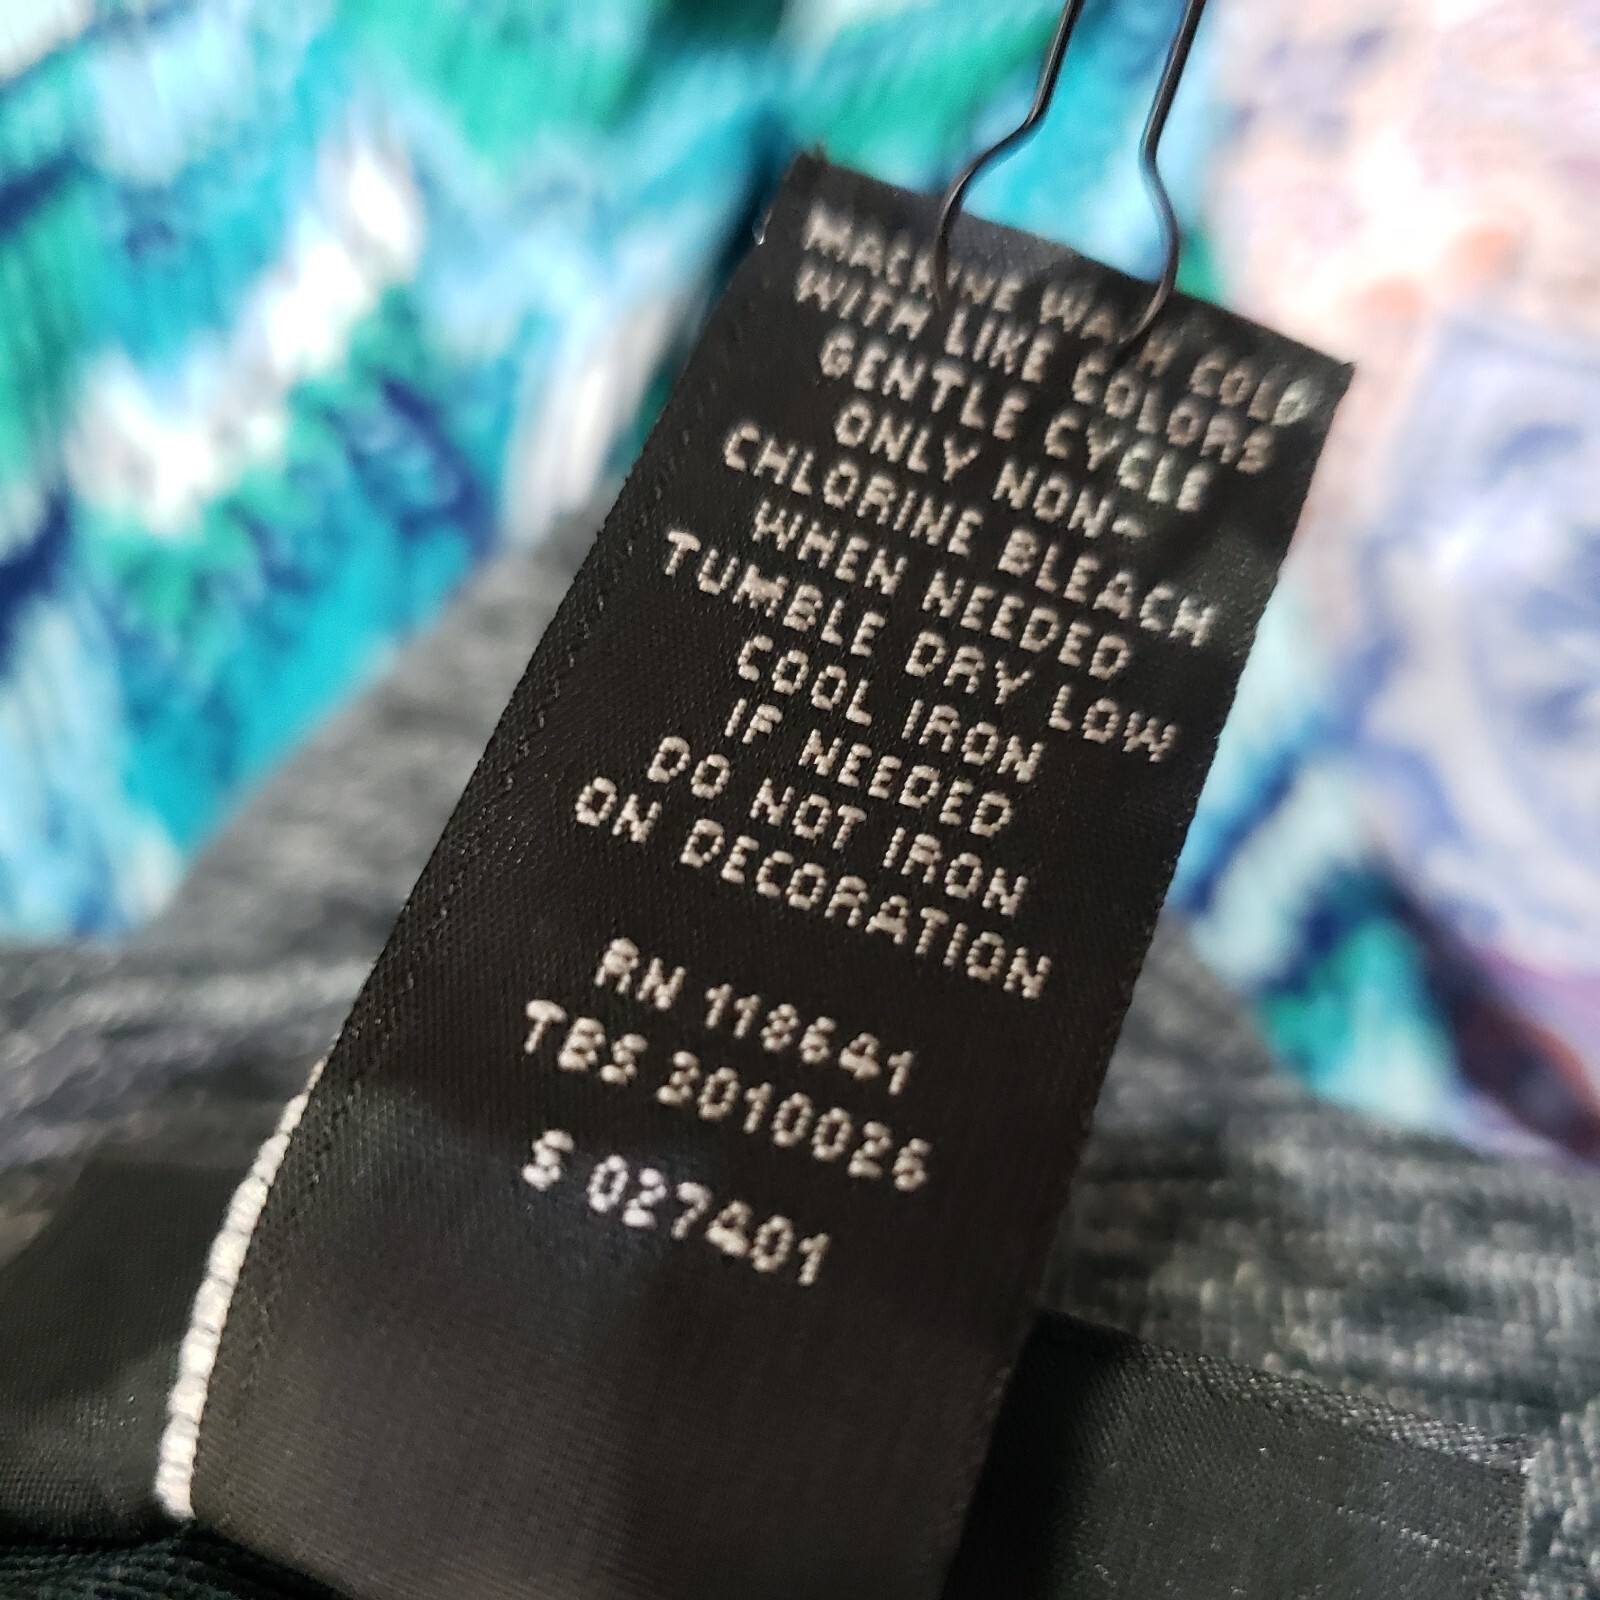 MACHINE WASH COLD
WITH LIKE COLORS
GENTLE CYCLE
ONLY NON-
CHLORINE BLEACH
WHEN NEEDED
TUMBLE DRY LOW
COOL IRON
IF NEEDED
DO NOT IRON
ON DECORATION
RN 118641
TBS 3010026
S 027401